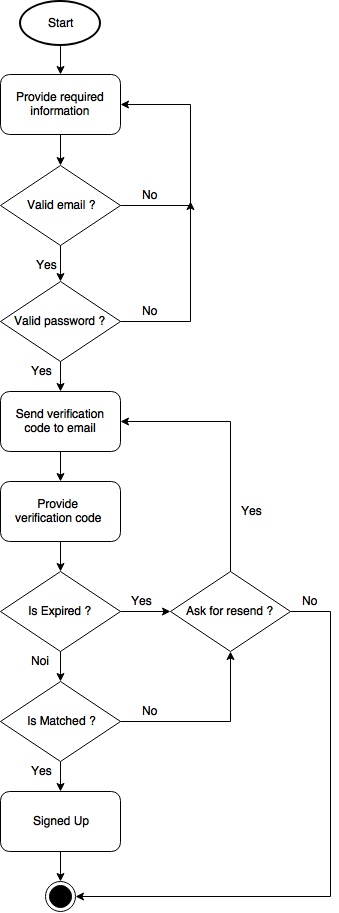 Start
Provide required
information
Valid email ?
No
Yes
Valid password ?
No
Yes
Send verification
code to email
Yes
Provide
verification code
Is Expired ?
Yes
Ask for resend ?
No
Noi
Is Matched ?
No
Yes
Signed Up